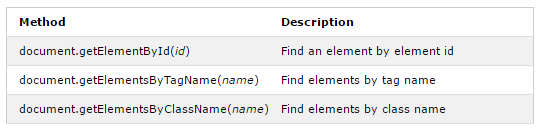 Method Description
document.getElementById(id) Find an element by element id
document.getElementsByTagName(name) Find elements by tag name
document.getElementsByClassName(name) Find elements by class name